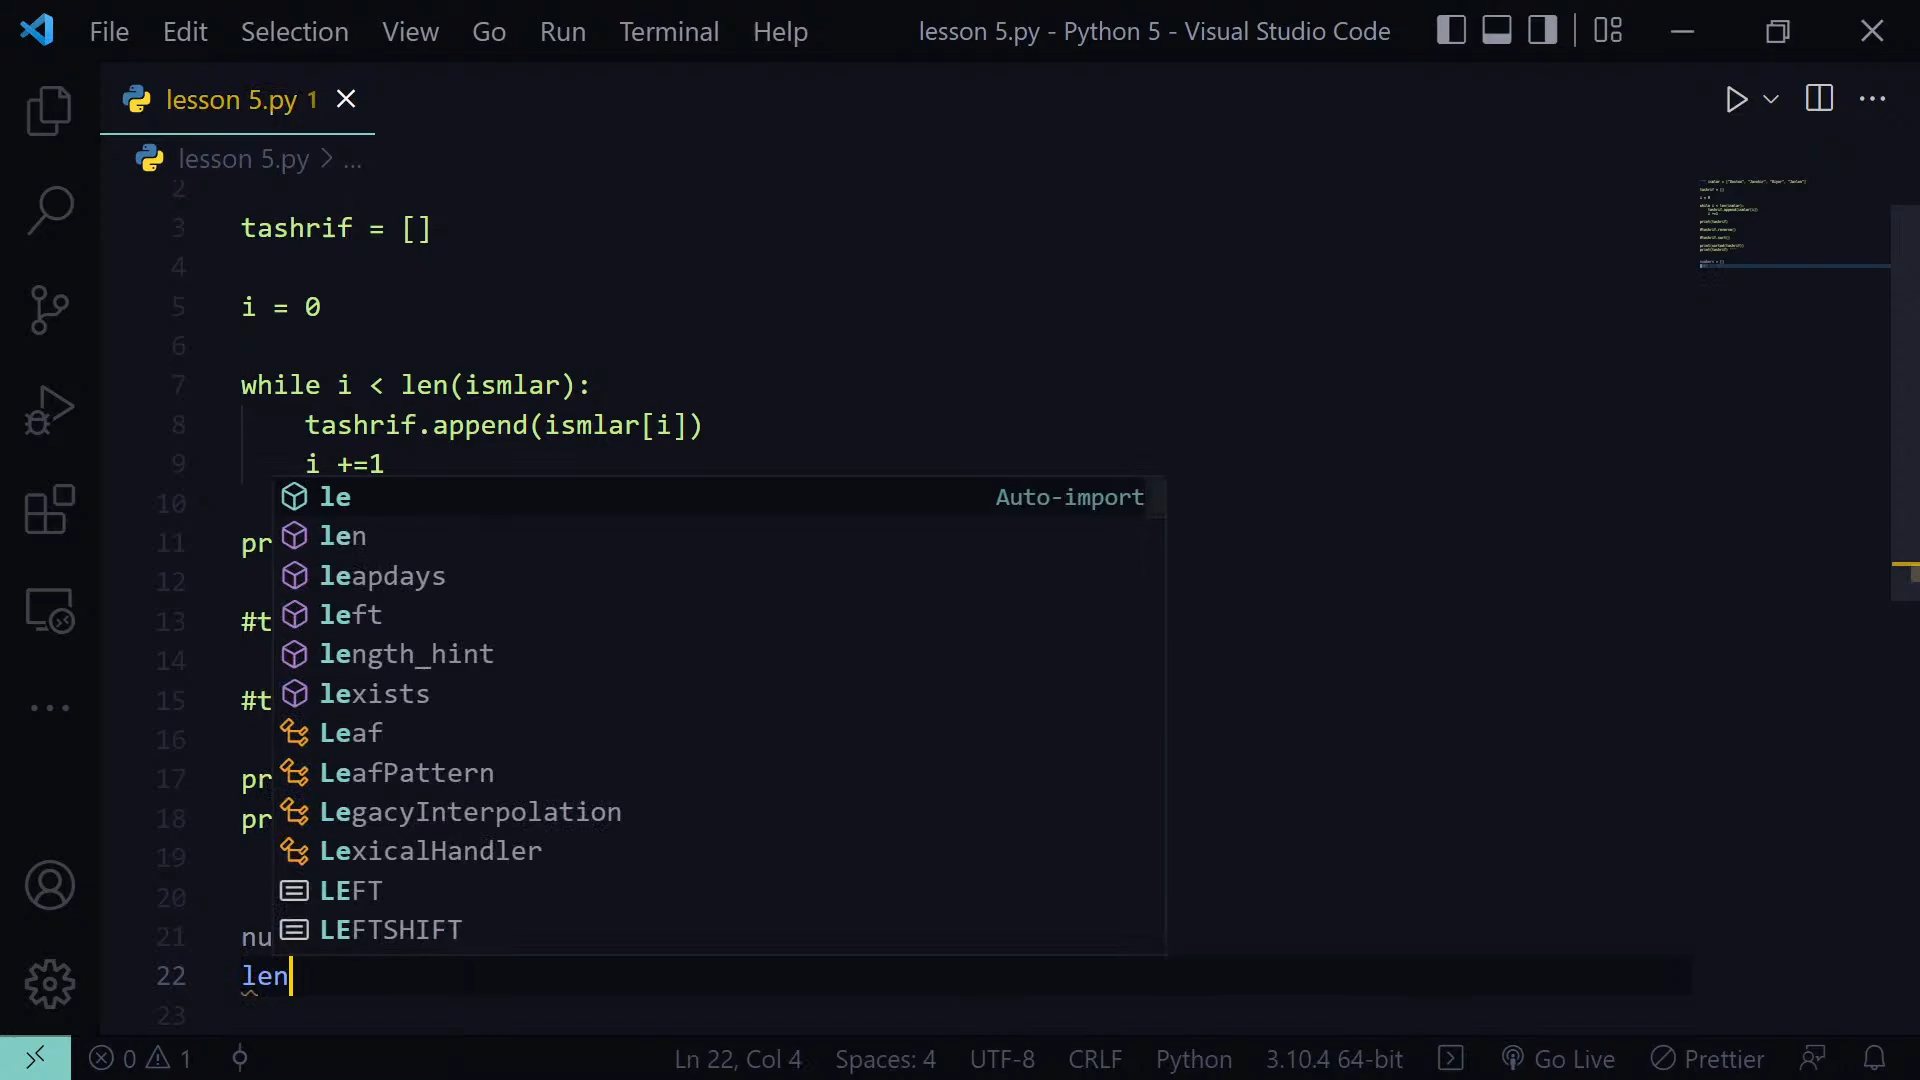 File Edit Selection View Go Run Terminal Help lesson 5.py - Python 5 - Visual Studio Code
lesson 5.py 1
lesson 5.py > ...
2
3 tashrif = []
4
5 i = 0
6
7 while i < len(ismlar):
8 tashrif.append(ismlar[i])
9 i +=1
10
le Auto-import
len
11 pr
leapdays
12
13 #t
left
14
length_hint
15 #t
lexists
16
Leaf
17 pr
LeafPattern
18 pr
LegacyInterpolation
19
LexicalHandler
20
LEFT
21 nu
LEFTSHIFT
22 len
23
0 1 Ln 22, Col 4 Spaces: 4 UTF-8 CRLF Python 3.10.4 64-bit Go Live Prettier